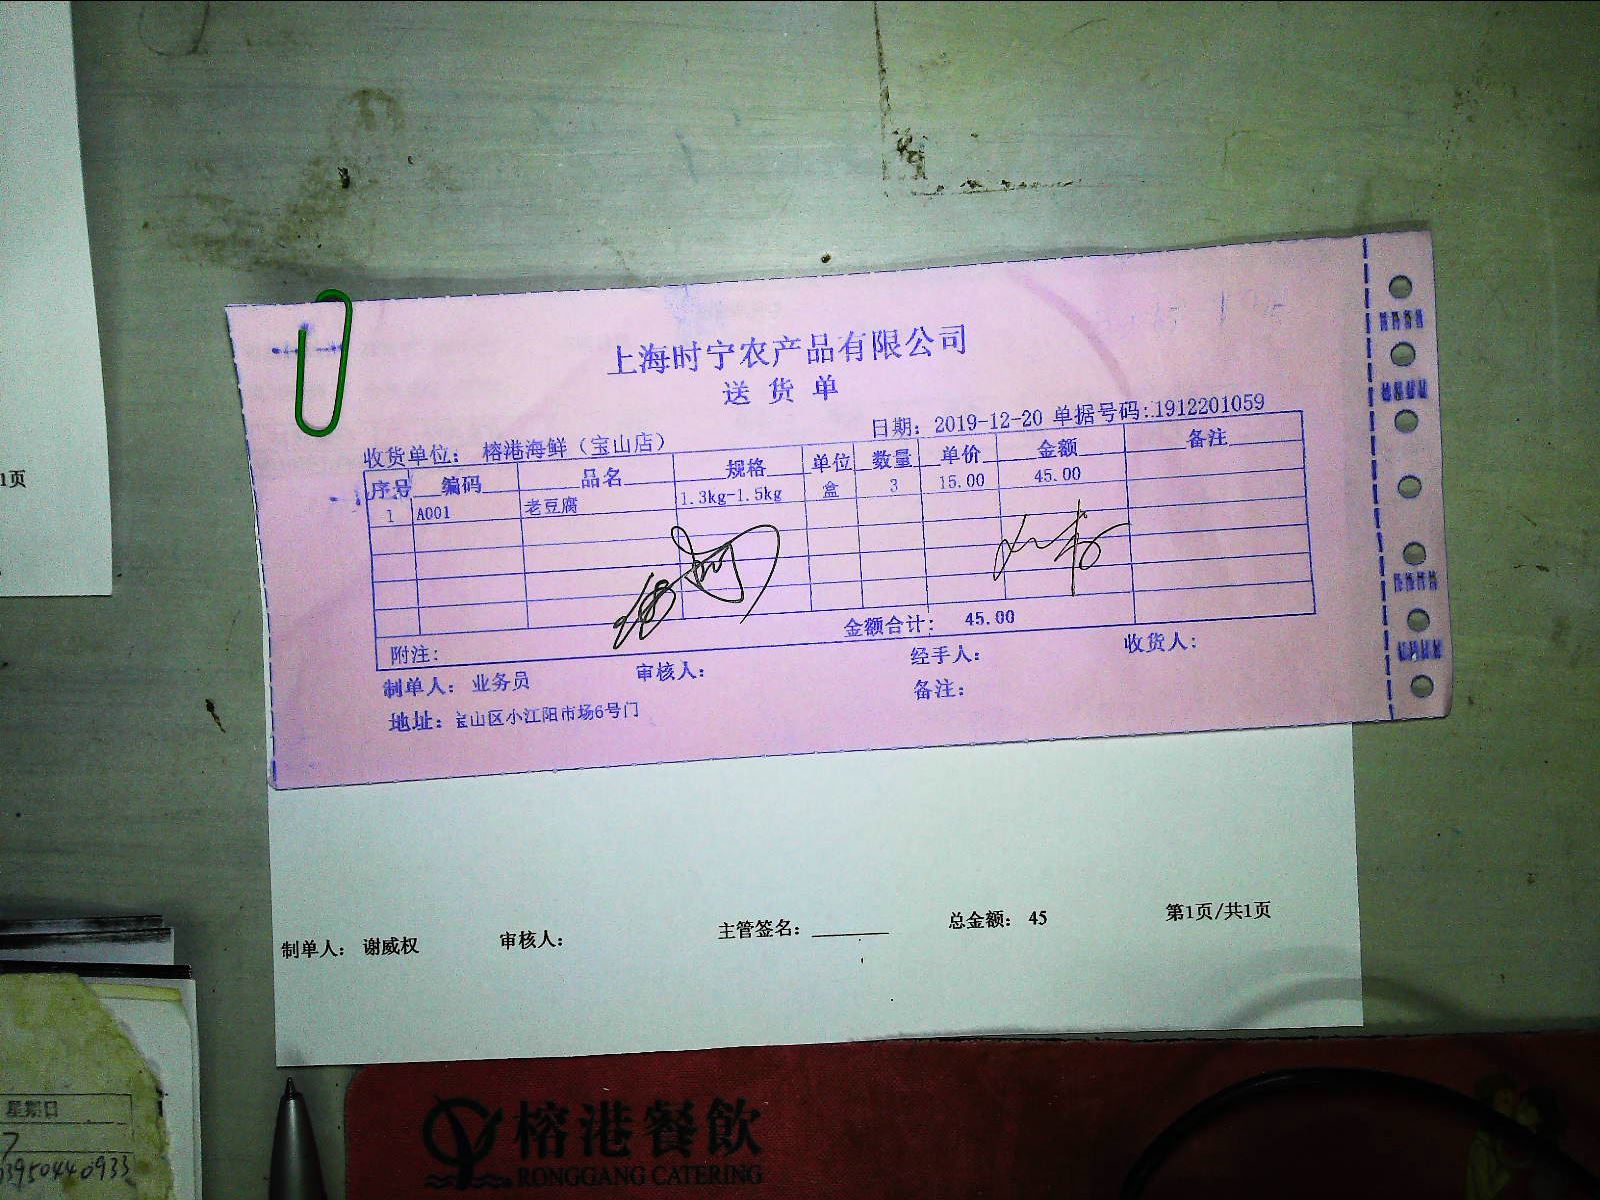 上海时宁农产品有限公司
送货单
日期：2019-12-20 单据号码：1912201059
收货单位：榕港海鲜（宝山店）
序号 编码 品名 规格 单位 数量 单价 金额 备注
1 A001 老豆腐 1.3kg-1.5kg 盒 3 15.00 45.00
金额合计：45.00
附注：
制单人：业务员 审核人： 经手人： 收货人：
地址：宝山区小江阳市场6号门 备注：
制单人：谢威权 审核人： 主管签名：________ 总金额：45 第1页/共1页
1页
榕港餐飲
RONGGANG CATERING
星期日
7